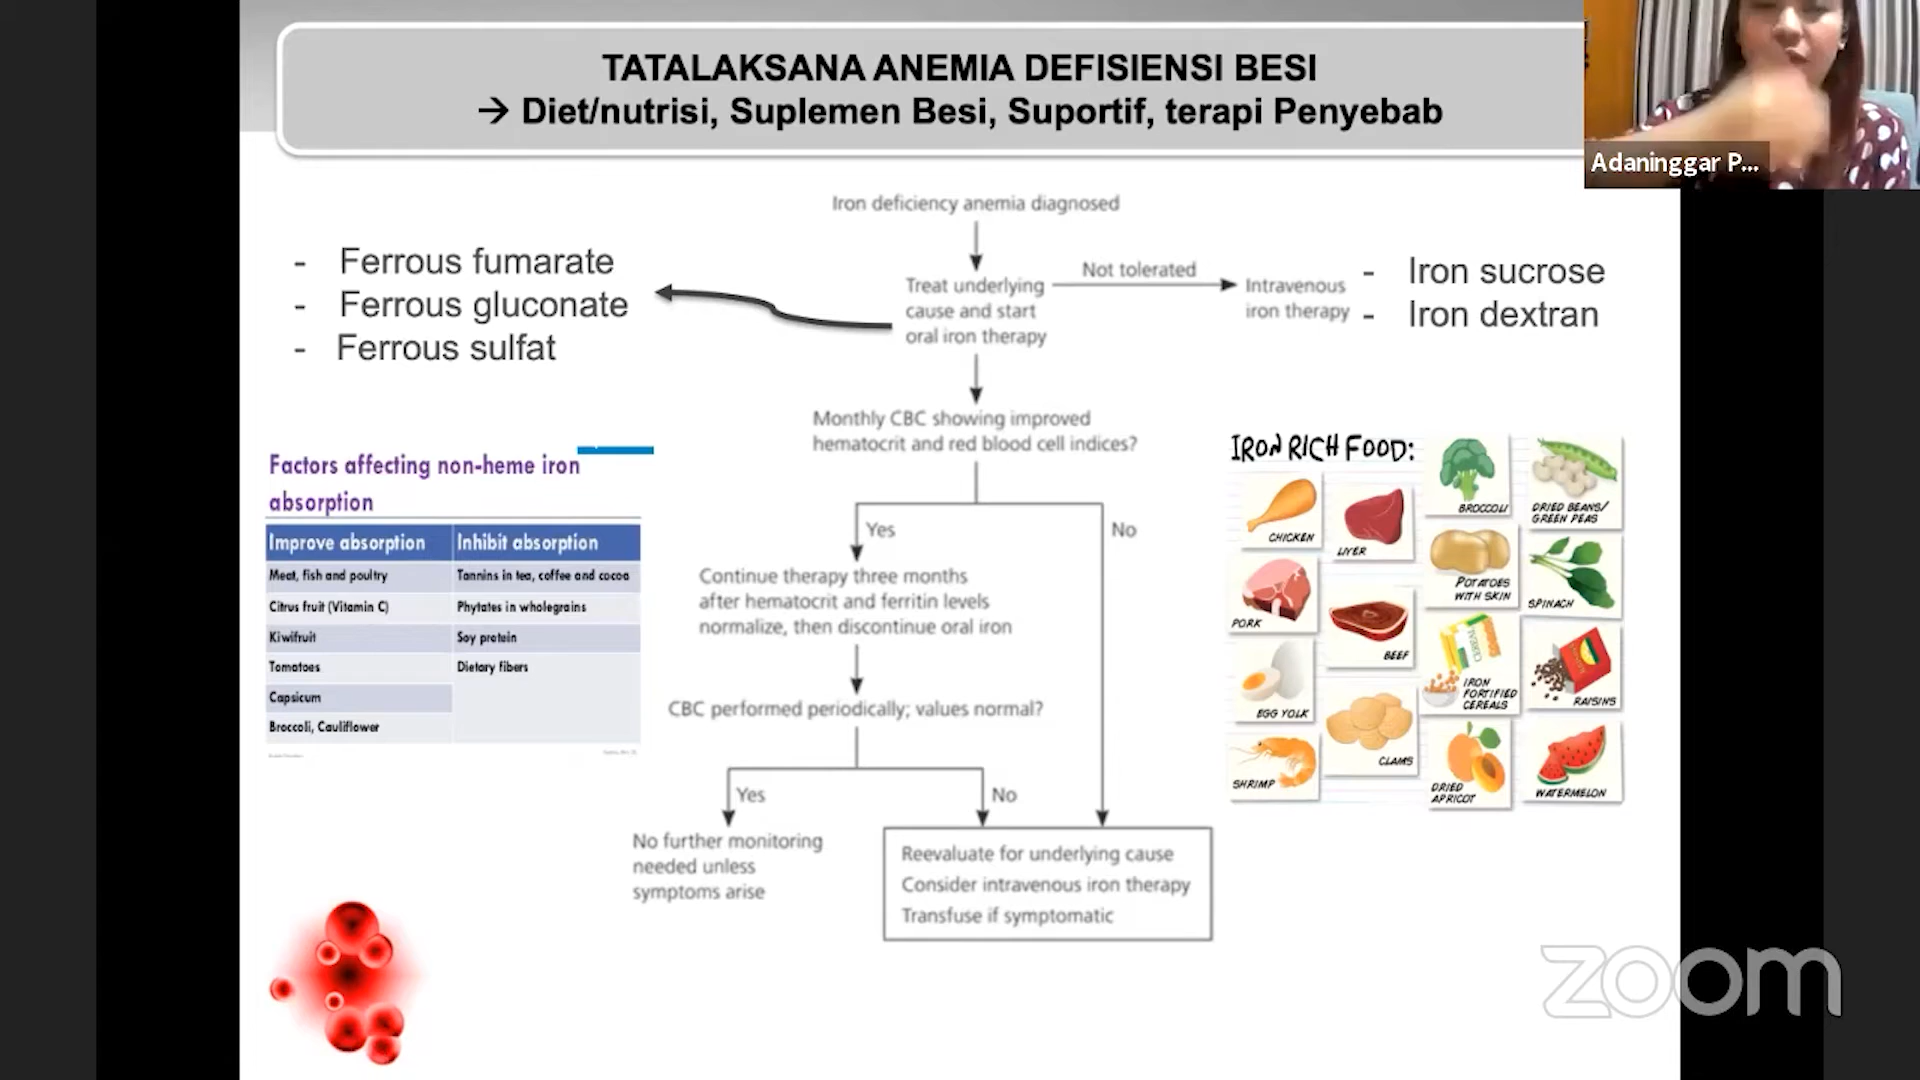 TATALAKSANA ANEMIA DEFISIENSI BESI
→ Diet/nutrisi, Suplemen Besi, Suportif, terapi Penyebab
Adaninggar P...
Iron deficiency anemia diagnosed
- Ferrous fumarate
- Ferrous gluconate
- Ferrous sulfat
Treat underlying
cause and start
oral iron therapy
Not tolerated
Intravenous
iron therapy
- Iron sucrose
- Iron dextran
Monthly CBC showing improved
hematocrit and red blood cell indices?
Yes
No
Continue therapy three months
after hematocrit and ferritin levels
normalize, then discontinue oral iron
CBC performed periodically; values normal?
Yes
No
No further monitoring
needed unless
symptoms arise
Reevaluate for underlying cause
Consider intravenous iron therapy
Transfuse if symptomatic
Factors affecting non-heme iron
absorption
Improve absorption
Inhibit absorption
Meat, fish and poultry
Tannins in tea, coffee and cocoa
Citrus fruit (Vitamin C)
Phytates in wholegrains
Kiwifruit
Soy protein
Tomatoes
Dietary fibers
Capsicum
Broccoli, Cauliflower
IRON RICH FOOD:
CHICKEN
LIVER
BROCCOLI
DRIED BEANS/
GREEN PEAS
PORK
BEEF
POTATOES
WITH SKIN
SPINACH
EGG YOLK
CLAMS
IRON
FORTIFIED
CEREALS
RAISINS
SHRIMP
DRIED
APRICOT
WATERMELON
zoom